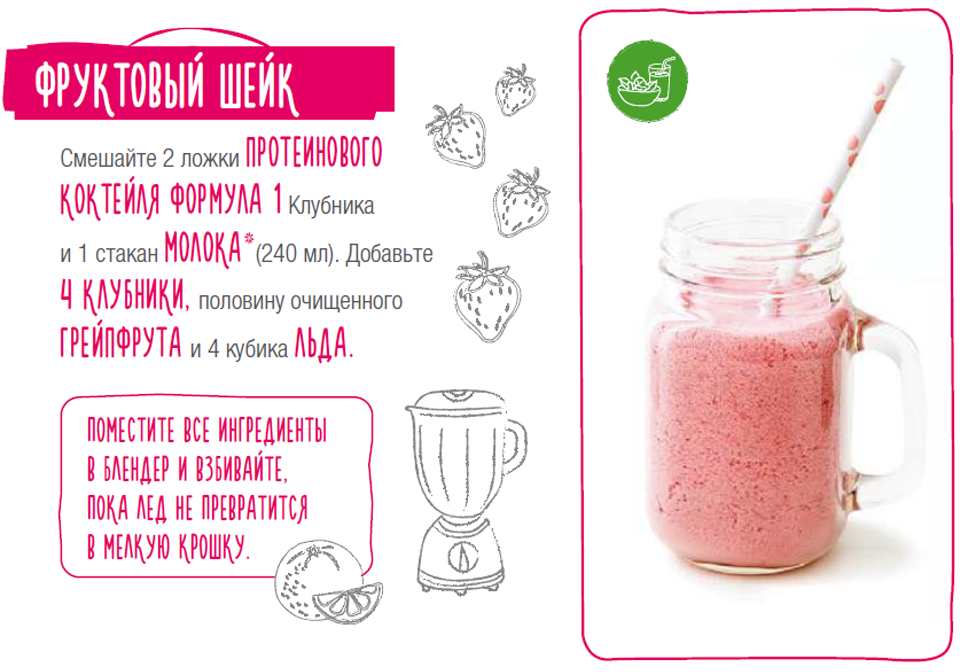 ФРУКТОВЫЙ ШЕЙК
Смешайте 2 ложки ПРОТЕИНОВОГО
КОКТЕЙЛЯ ФОРМУЛА 1 Клубника
и 1 стакан МОЛОКА* (240 мл). Добавьте
4 КЛУБНИКИ, половину очищенного
ГРЕЙПФРУТА и 4 кубика ЛЬДА.
ПОМЕСТИТЕ ВСЕ ИНГРЕДИЕНТЫ
В БЛЕНДЕР И ВЗБИВАЙТЕ,
ПОКА ЛЕД НЕ ПРЕВРАТИТСЯ
В МЕЛКУЮ КРОШКУ.